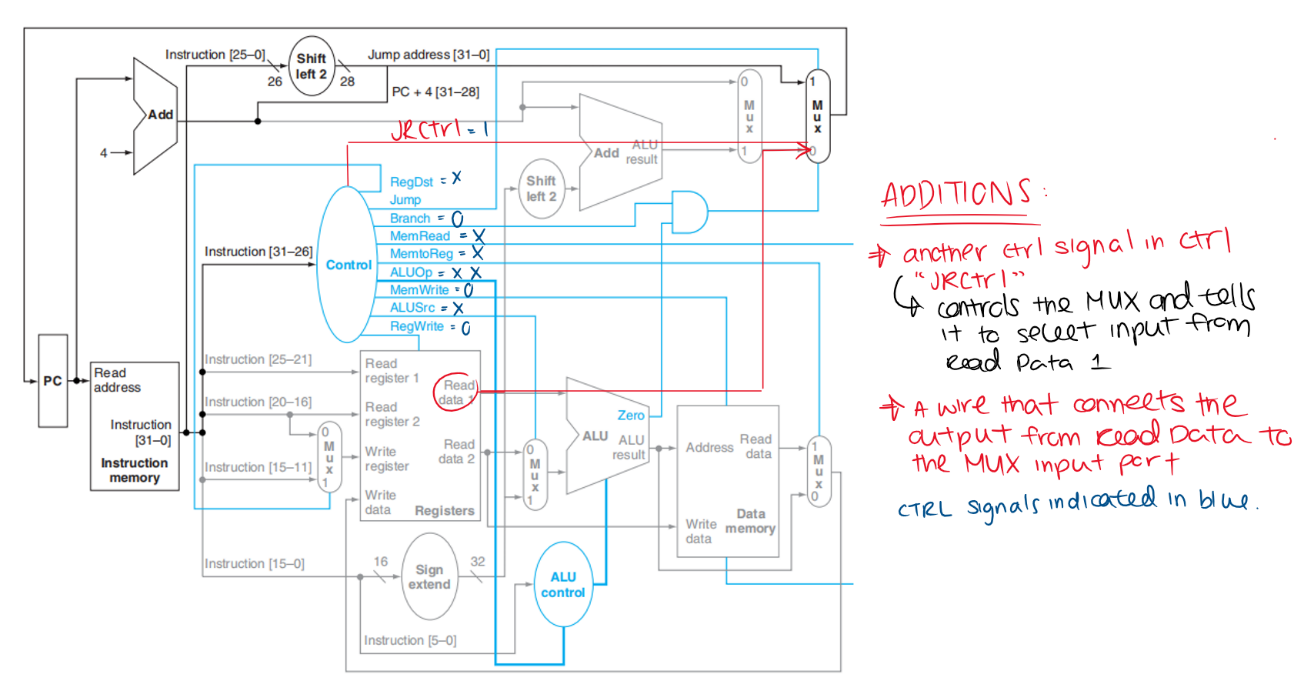 Instruction [25–0]
Shift
left 2
Jump address [31–0]
26
28
PC + 4 [31–28]
Add
4
JRCtrl = 1
0
M
u
x
1
1
M
u
x
0
Add
ALU
result
Shift
left 2
RegDst = X
Jump
Branch = 0
MemRead = X
MemtoReg = X
ALUOp = X X
MemWrite = 0
ALUSrc = X
RegWrite = 0
Instruction [31–26]
Control
PC
Read
address
Instruction
[31–0]
Instruction
memory
Instruction [25–21]
Instruction [20–16]
Instruction [15–11]
0
M
u
x
1
Read
register 1
Read
register 2
Write
register
Write
data
Read
data 1
Read
data 2
Registers
0
M
u
x
1
Zero
ALU
ALU
result
Address
Read
data
Write
data
Data
memory
1
M
u
x
0
Instruction [15–0]
16
Sign
extend
32
ALU
control
Instruction [5–0]
ADDITIONS :
⇒ another ctrl signal in ctrl
"JRCtrl"
↳ controls the MUX and tells
it to select input from
Read Data 1
⇒ A wire that connects the
output from Read Data to
the MUX input port
CTRL signals indicated in blue.